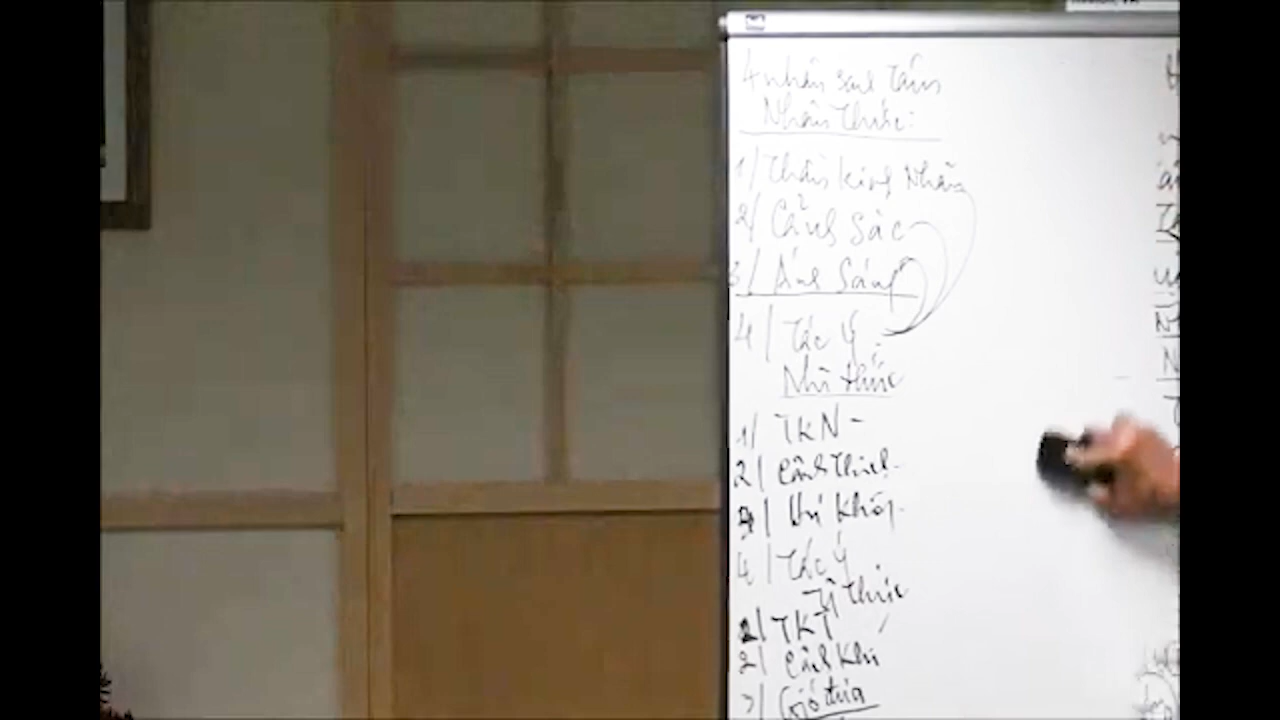 4 nhân sanh Tâm
Nhãn Thức:
1/ Thần kinh Nhãn
2/ Cảnh Sắc
3/ Ánh Sáng
4/ Tác Ý
Nhĩ thức
1/ TKN -
2/ Cảnh Thinh -
3/ Hư Không
4/ Tác Ý
Tỷ Thức
1/ TKT
2/ Cảnh Khí
3/ Gió đưa